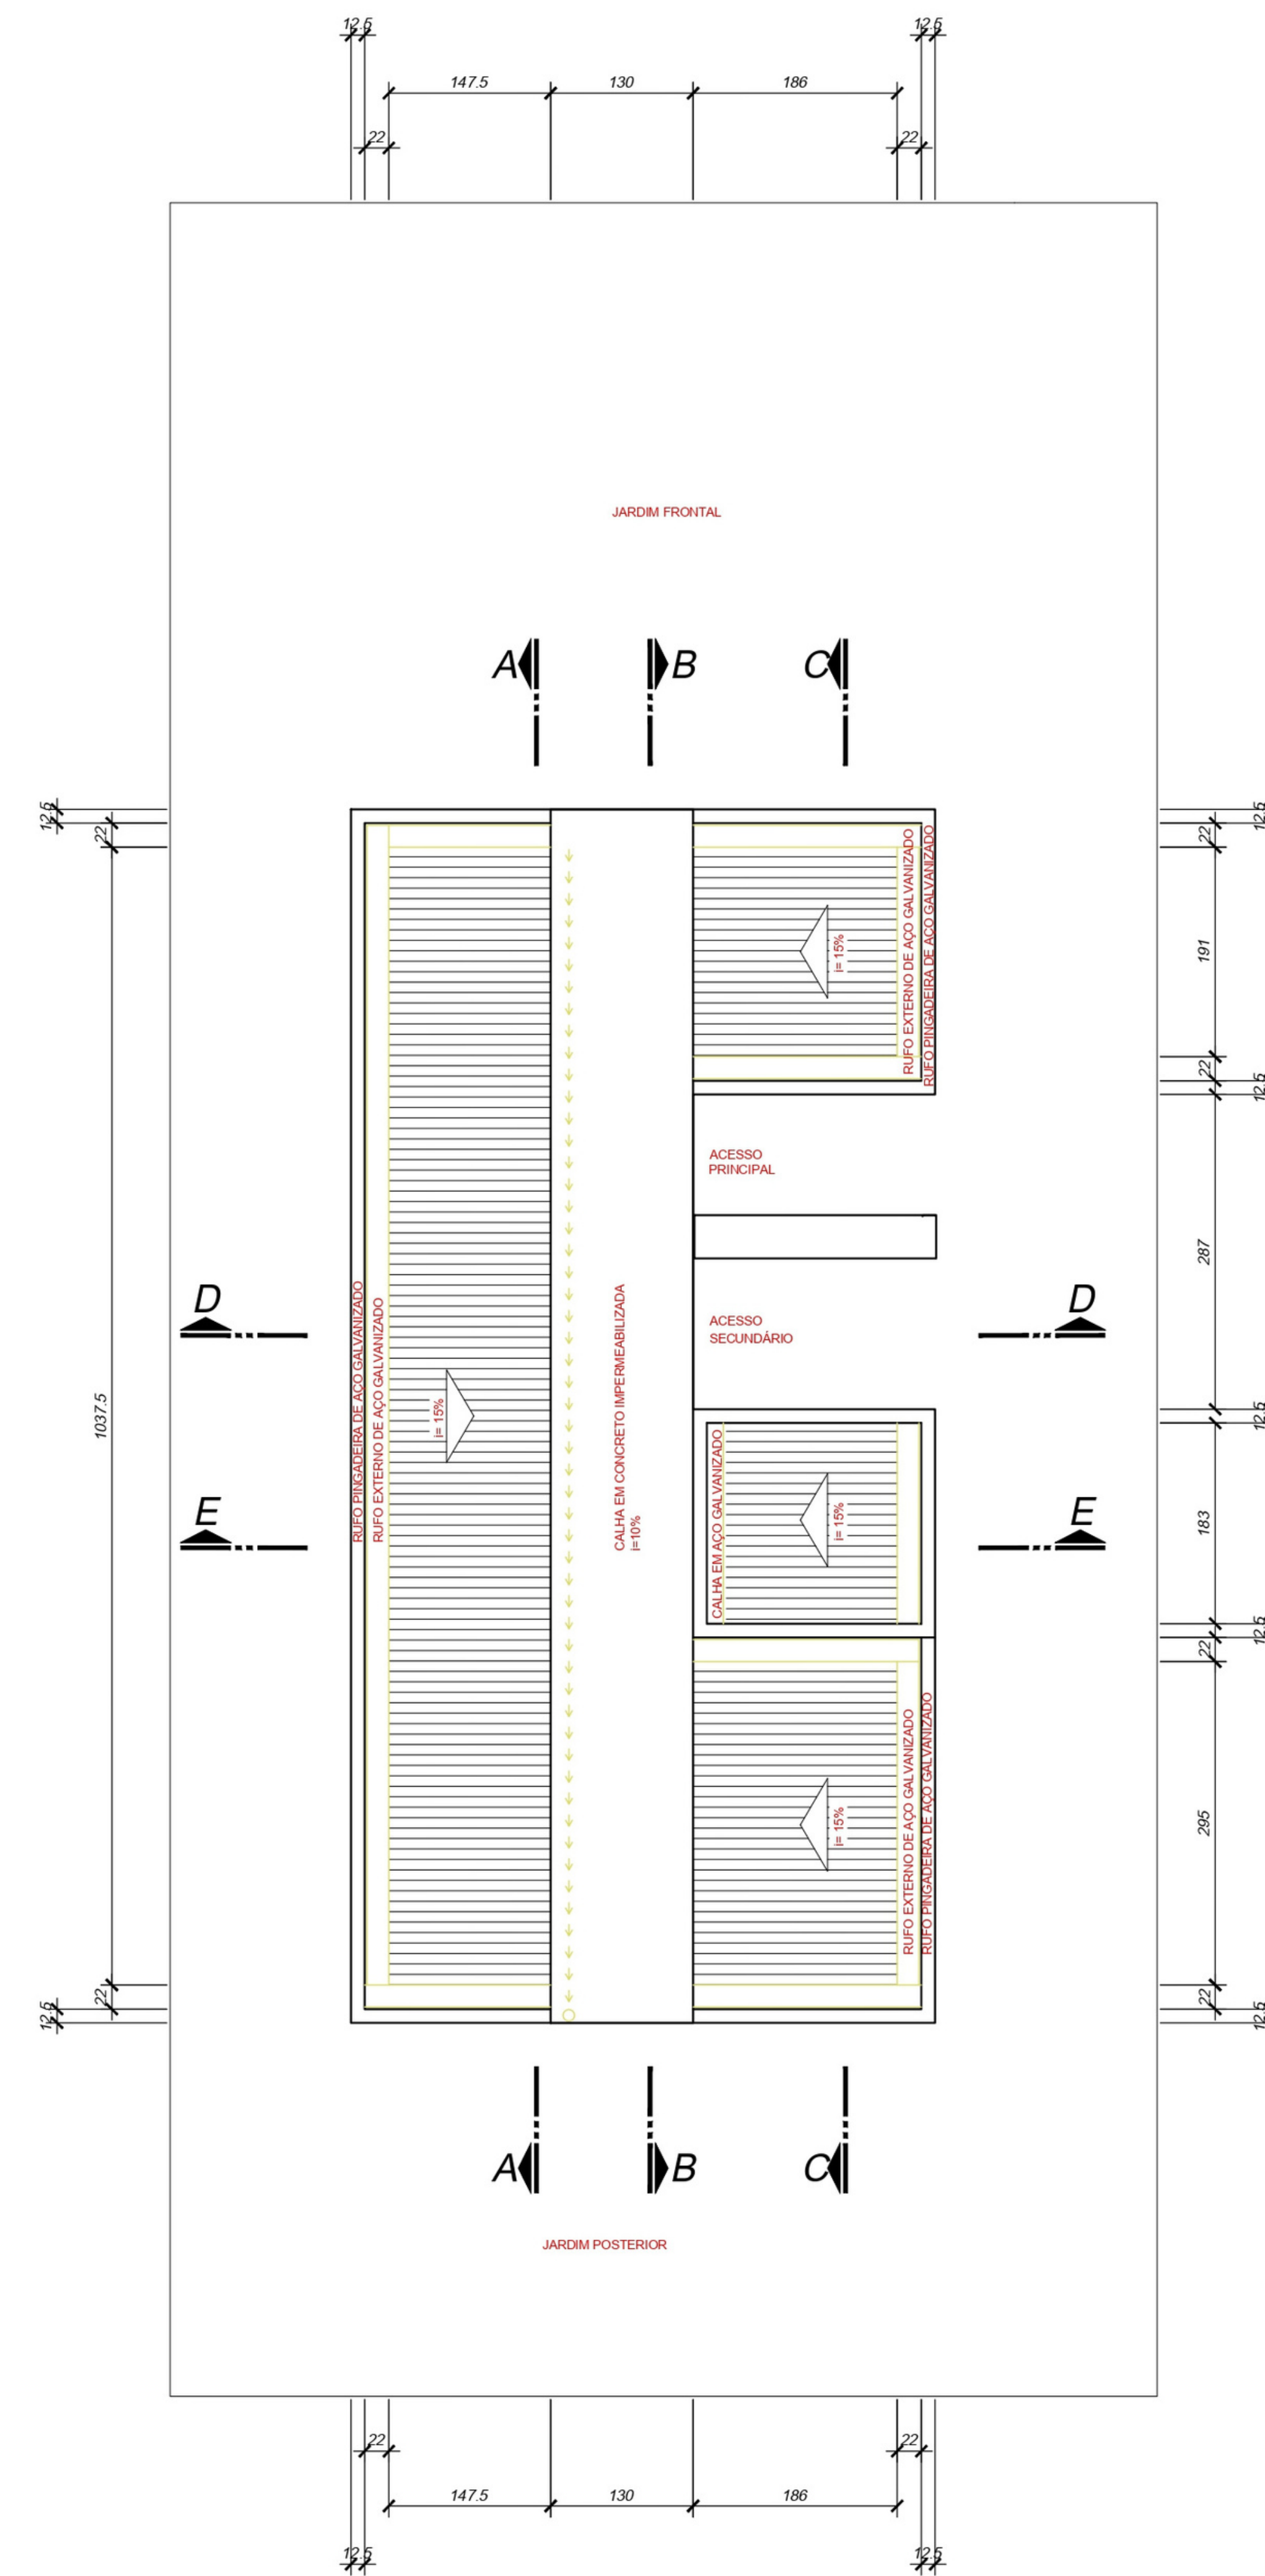 12.5
12.5
147.5
130
186
22
22
JARDIM FRONTAL
A
B
C
12.5
22
12.5
22
191
22
12.5
RUFO EXTERNO DE AÇO GALVANIZADO
RUFO PINGADEIRA DE AÇO GALVANIZADO
i= 15%
ACESSO
PRINCIPAL
287
D
D
RUFO PINGADEIRA DE AÇO GALVANIZADO
RUFO EXTERNO DE AÇO GALVANIZADO
CALHA EM CONCRETO IMPERMEABILIZADA
i=10%
ACESSO
SECUNDÁRIO
1037.5
i= 15%
12.5
E
E
CALHA EM AÇO GALVANIZADO
i= 15%
183
12.5
22
RUFO EXTERNO DE AÇO GALVANIZADO
RUFO PINGADEIRA DE AÇO GALVANIZADO
i= 15%
295
22
12.5
22
12.5
A
B
C
JARDIM POSTERIOR
22
22
147.5
130
186
12.5
12.5